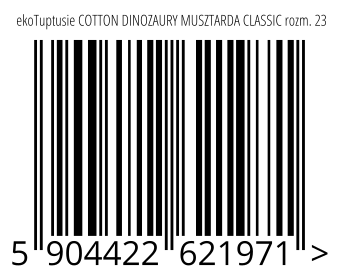 ekoTuptusie COTTON DINOZAURY MUSZTARDA CLASSIC rozm. 23
5 904422 621971 >